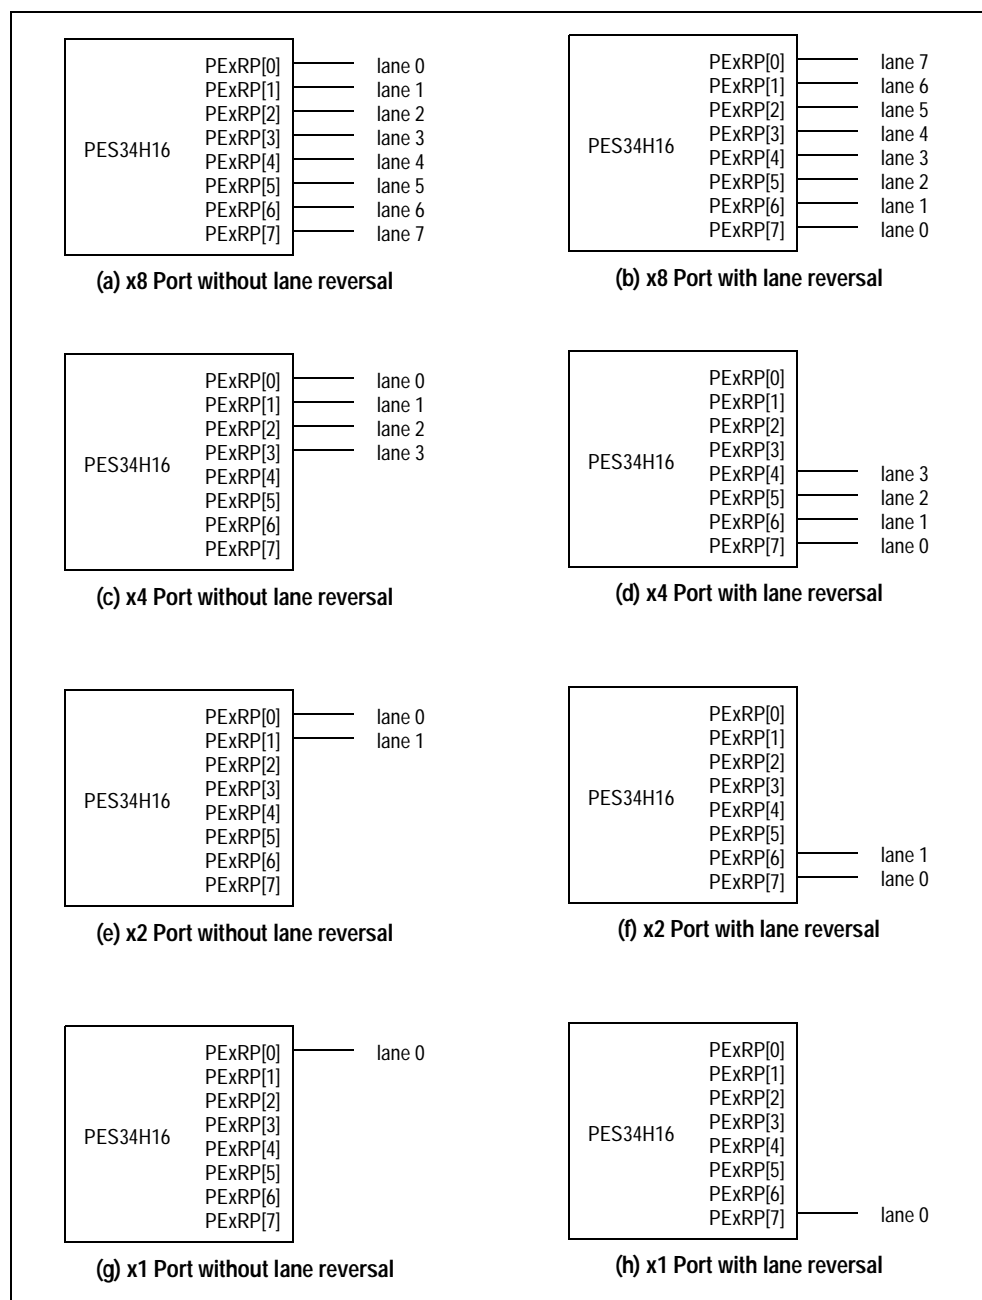 PExRP[0] lane 0
PExRP[1] lane 1
PExRP[2] lane 2
PExRP[3] lane 3
PES34H16
PExRP[4] lane 4
PExRP[5] lane 5
PExRP[6] lane 6
PExRP[7] lane 7
(a) x8 Port without lane reversal
PExRP[0] lane 7
PExRP[1] lane 6
PExRP[2] lane 5
PExRP[3] lane 4
PES34H16
PExRP[4] lane 3
PExRP[5] lane 2
PExRP[6] lane 1
PExRP[7] lane 0
(b) x8 Port with lane reversal
PExRP[0] lane 0
PExRP[1] lane 1
PExRP[2] lane 2
PExRP[3] lane 3
PES34H16
PExRP[4]
PExRP[5]
PExRP[6]
PExRP[7]
(c) x4 Port without lane reversal
PExRP[0]
PExRP[1]
PExRP[2]
PExRP[3]
PES34H16
PExRP[4] lane 3
PExRP[5] lane 2
PExRP[6] lane 1
PExRP[7] lane 0
(d) x4 Port with lane reversal
PExRP[0] lane 0
PExRP[1] lane 1
PExRP[2]
PExRP[3]
PES34H16
PExRP[4]
PExRP[5]
PExRP[6]
PExRP[7]
(e) x2 Port without lane reversal
PExRP[0]
PExRP[1]
PExRP[2]
PExRP[3]
PES34H16
PExRP[4]
PExRP[5]
PExRP[6] lane 1
PExRP[7] lane 0
(f) x2 Port with lane reversal
PExRP[0] lane 0
PExRP[1]
PExRP[2]
PExRP[3]
PES34H16
PExRP[4]
PExRP[5]
PExRP[6]
PExRP[7]
(g) x1 Port without lane reversal
PExRP[0]
PExRP[1]
PExRP[2]
PExRP[3]
PES34H16
PExRP[4]
PExRP[5]
PExRP[6]
PExRP[7] lane 0
(h) x1 Port with lane reversal